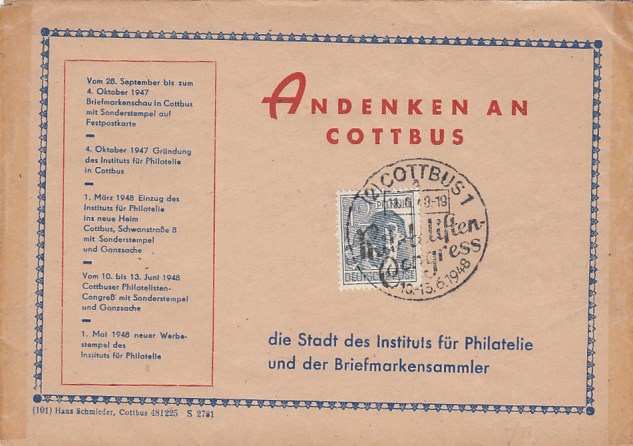 Vom 28. September bis zum
4. Oktober 1947
Briefmarkenschau in Cottbus
mit Sonderstempel auf
Festpostkarte
4. Oktober 1947 Gründung
des Instituts für Philatelie
in Cottbus
1. März 1948 Einzug des
Instituts für Philatelie
ins neue Heim
Cottbus, Schwanstraße 8
mit Sonderstempel
und Ganzsache
Vom 10. bis 13. Juni 1948
Cottbuser Philatelisten-
Congreß mit Sonderstempel
und Ganzsache
1. Mai 1948 neuer Werbe-
stempel des
Instituts für Philatelie
ANDENKEN AN
COTTBUS
COTTBUS 1
Philatelisten-
Congress
DEUTSCHE
die Stadt des Instituts für Philatelie
und der Briefmarkensammler
(101) Hans Schmieder, Cottbus 481225 S 2791